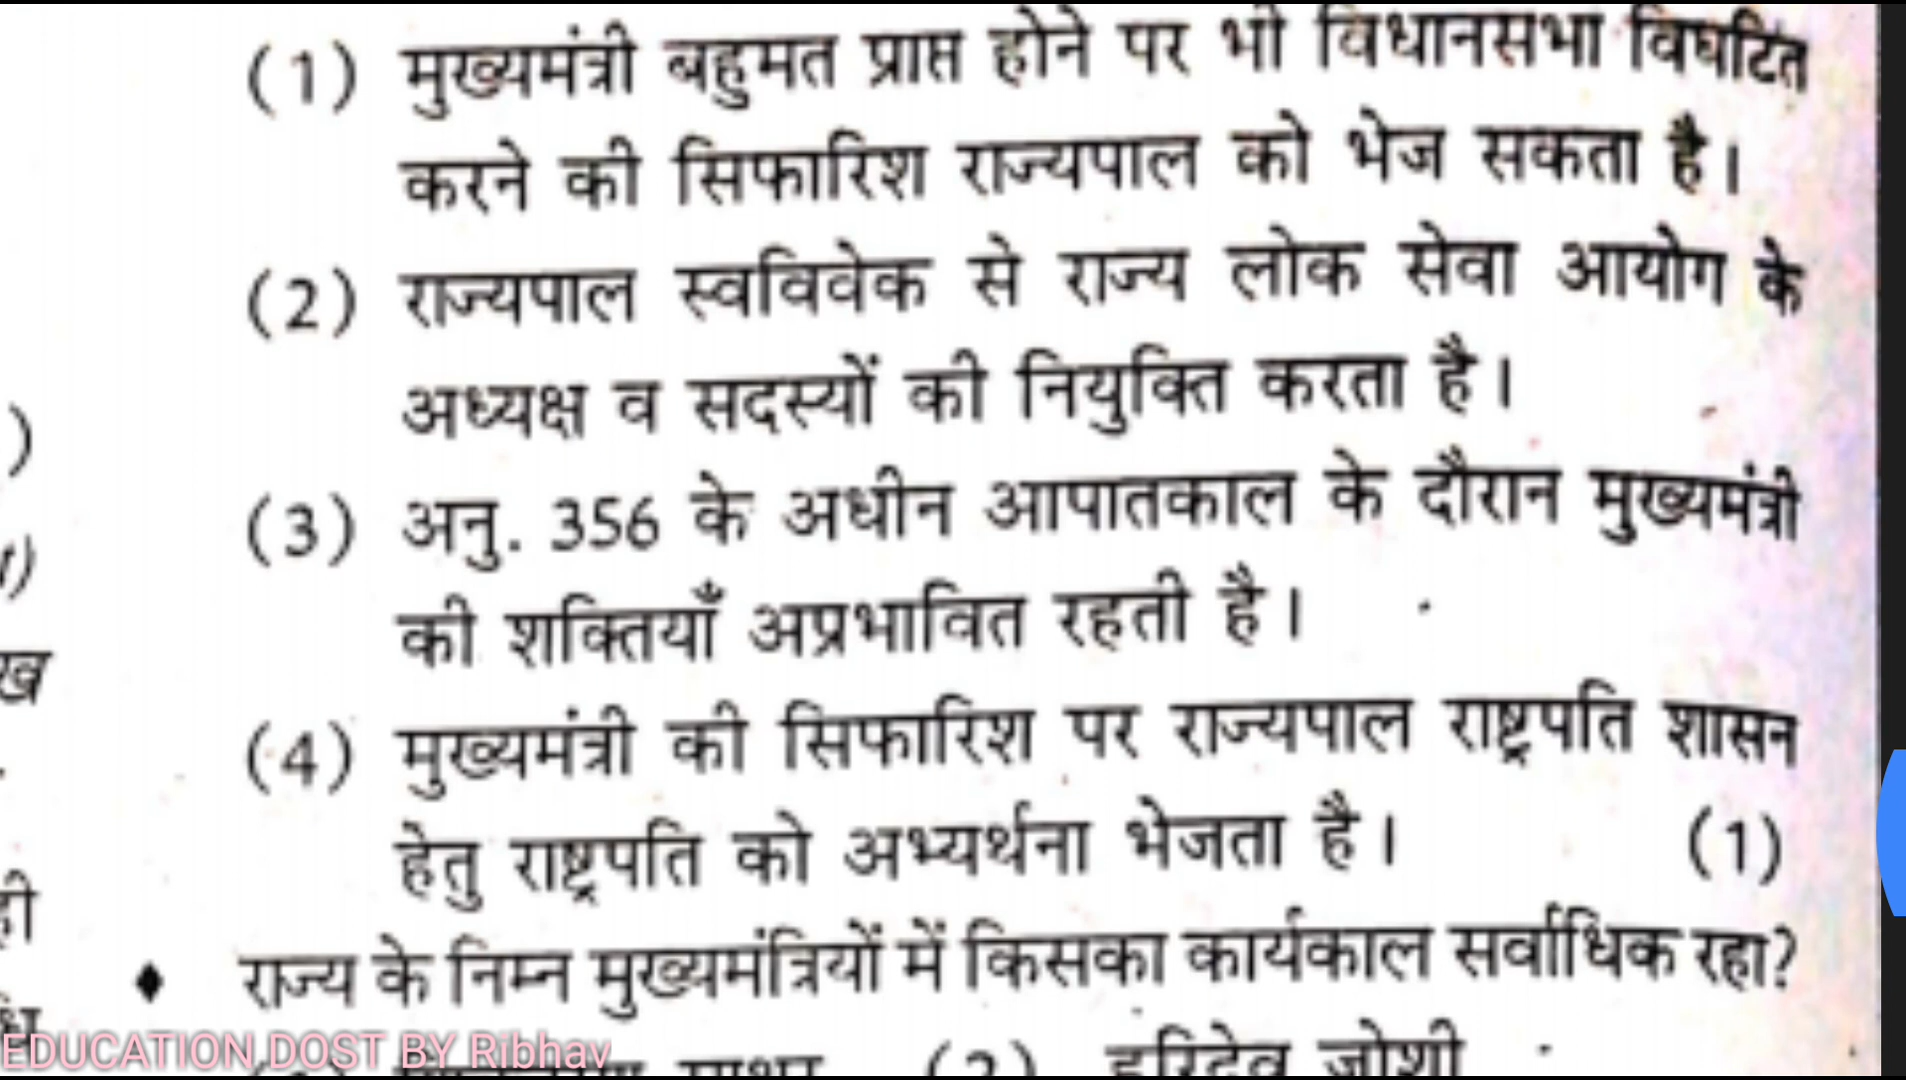 (1) मुख्यमंत्री बहुमत प्राप्त होने पर भी विधानसभा विघटित
करने की सिफारिश राज्यपाल को भेज सकता है।
(2) राज्यपाल स्वविवेक से राज्य लोक सेवा आयोग के
अध्यक्ष व सदस्यों की नियुक्ति करता है।
(3) अनु. 356 के अधीन आपातकाल के दौरान मुख्यमंत्री
की शक्तियाँ अप्रभावित रहती है।
(4) मुख्यमंत्री की सिफारिश पर राज्यपाल राष्ट्रपति शासन
हेतु राष्ट्रपति को अभ्यर्थना भेजता है। (1)
♦ राज्य के निम्न मुख्यमंत्रियों में किसका कार्यकाल सर्वाधिक रहा?
(2) हरिदेव जोशी
EDUCATION DOST BY Ribhav